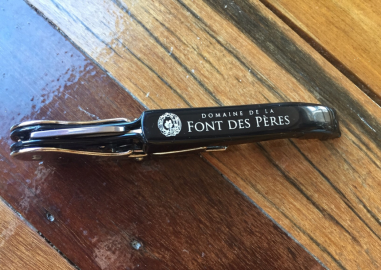 DOMAINE DE LA
FONT DES PÈRES